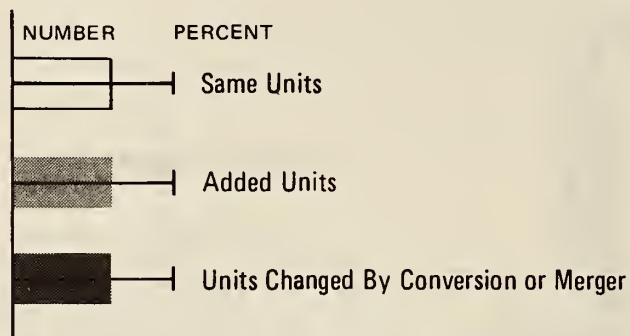 NUMBER PERCENT
Same Units
Added Units
Units Changed By Conversion or Merger